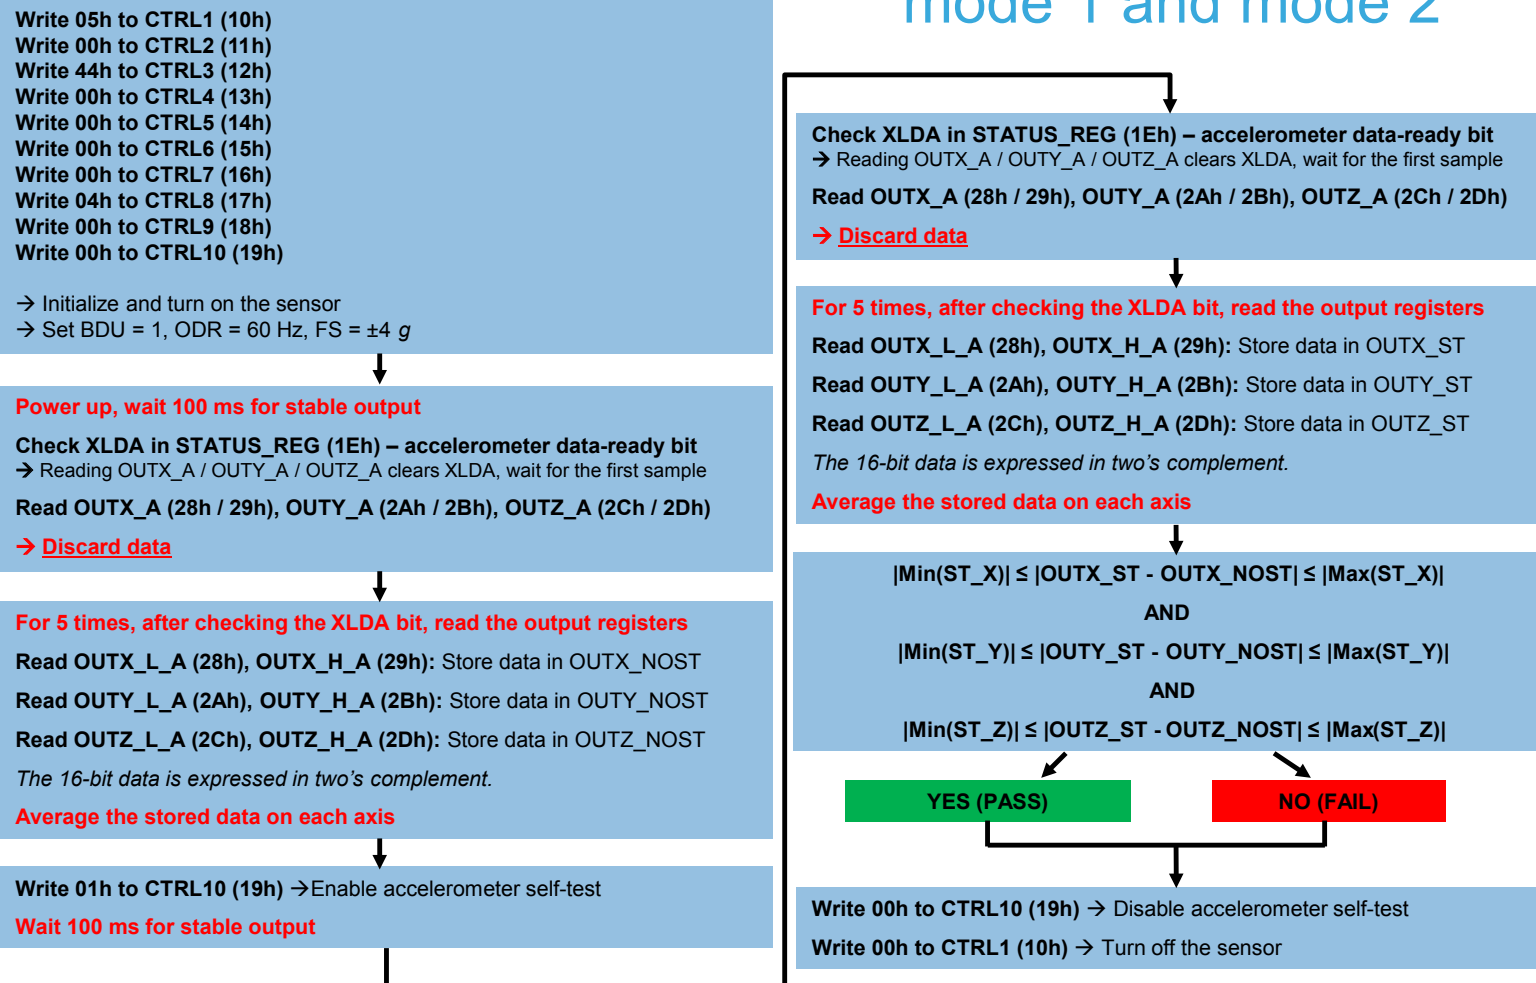 Write 05h to CTRL1 (10h)
Write 00h to CTRL2 (11h)
Write 44h to CTRL3 (12h)
Write 00h to CTRL4 (13h)
Write 00h to CTRL5 (14h)
Write 00h to CTRL6 (15h)
Write 00h to CTRL7 (16h)
Write 04h to CTRL8 (17h)
Write 00h to CTRL9 (18h)
Write 00h to CTRL10 (19h)
→ Initialize and turn on the sensor
→ Set BDU = 1, ODR = 60 Hz, FS = ±4 g
Power up, wait 100 ms for stable output
Check XLDA in STATUS_REG (1Eh) – accelerometer data-ready bit
→ Reading OUTX_A / OUTY_A / OUTZ_A clears XLDA, wait for the first sample
Read OUTX_A (28h / 29h), OUTY_A (2Ah / 2Bh), OUTZ_A (2Ch / 2Dh)
→ Discard data
For 5 times, after checking the XLDA bit, read the output registers
Read OUTX_L_A (28h), OUTX_H_A (29h): Store data in OUTX_NOST
Read OUTY_L_A (2Ah), OUTY_H_A (2Bh): Store data in OUTY_NOST
Read OUTZ_L_A (2Ch), OUTZ_H_A (2Dh): Store data in OUTZ_NOST
The 16-bit data is expressed in two's complement.
Average the stored data on each axis
Write 01h to CTRL10 (19h) →Enable accelerometer self-test
Wait 100 ms for stable output
mode 1 and mode 2
Check XLDA in STATUS_REG (1Eh) – accelerometer data-ready bit
→ Reading OUTX_A / OUTY_A / OUTZ_A clears XLDA, wait for the first sample
Read OUTX_A (28h / 29h), OUTY_A (2Ah / 2Bh), OUTZ_A (2Ch / 2Dh)
→ Discard data
For 5 times, after checking the XLDA bit, read the output registers
Read OUTX_L_A (28h), OUTX_H_A (29h): Store data in OUTX_ST
Read OUTY_L_A (2Ah), OUTY_H_A (2Bh): Store data in OUTY_ST
Read OUTZ_L_A (2Ch), OUTZ_H_A (2Dh): Store data in OUTZ_ST
The 16-bit data is expressed in two's complement.
Average the stored data on each axis
|Min(ST_X)| ≤ |OUTX_ST - OUTX_NOST| ≤ |Max(ST_X)|
AND
|Min(ST_Y)| ≤ |OUTY_ST - OUTY_NOST| ≤ |Max(ST_Y)|
AND
|Min(ST_Z)| ≤ |OUTZ_ST - OUTZ_NOST| ≤ |Max(ST_Z)|
YES (PASS)
NO (FAIL)
Write 00h to CTRL10 (19h) → Disable accelerometer self-test
Write 00h to CTRL1 (10h) → Turn off the sensor